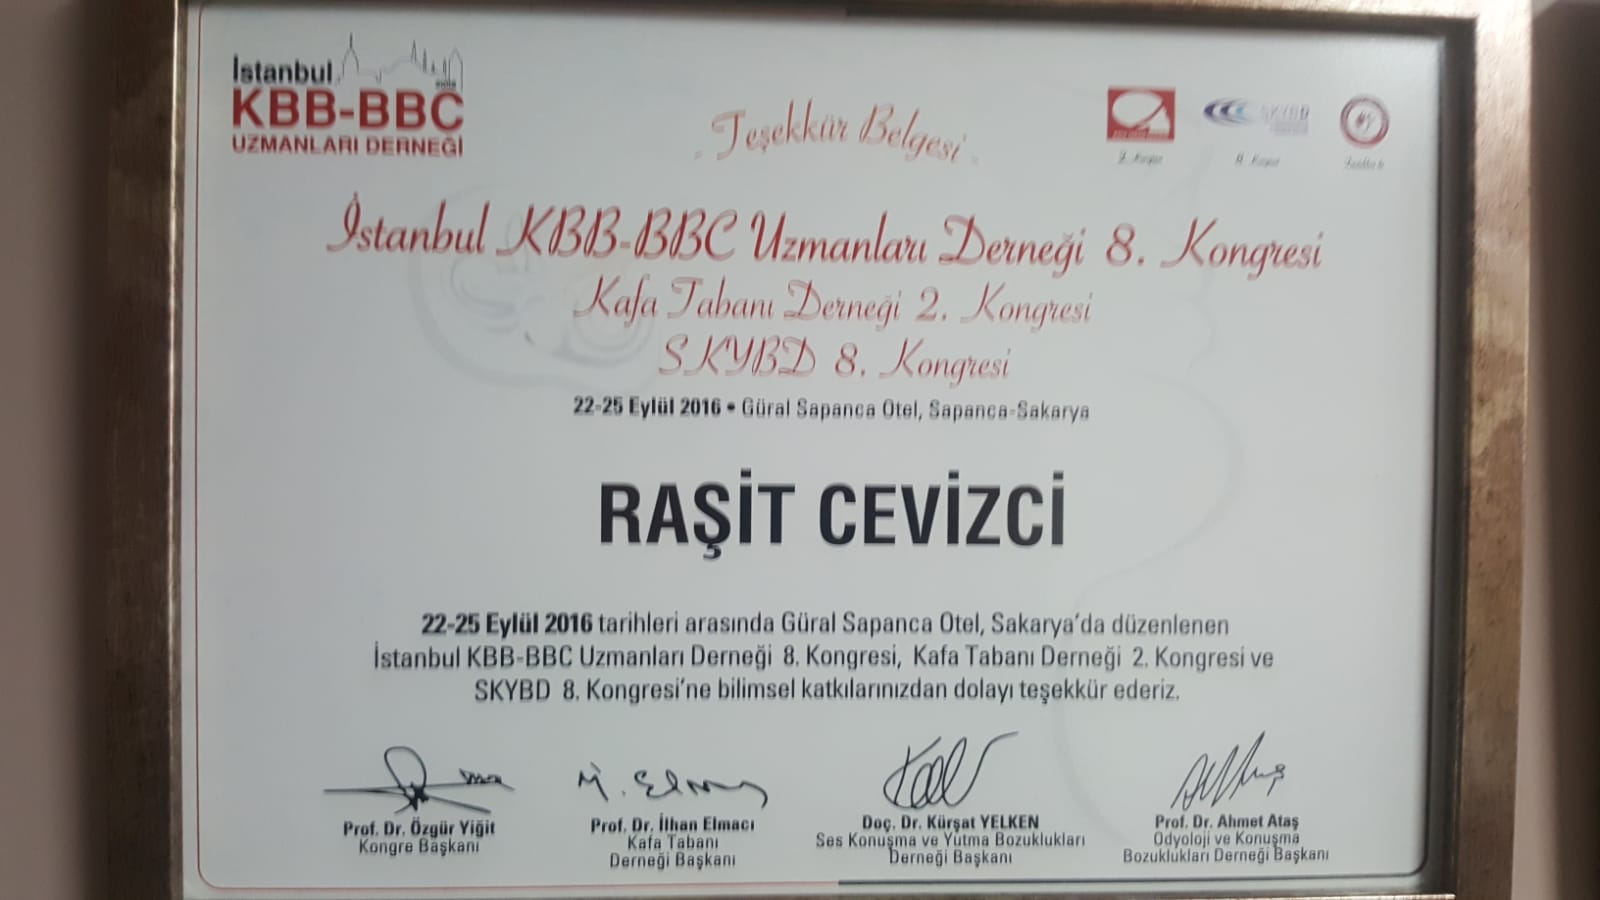 İstanbul
KBB-BBC
UZMANLARI DERNEĞİ
Teşekkür Belgesi
SKYBD
İstanbul KBB-BBC Uzmanları Derneği 8. Kongresi
Kafa Tabanı Derneği 2. Kongresi
SKYBD 8. Kongresi
22-25 Eylül 2016 • Güral Sapanca Otel, Sapanca-Sakarya
RAŞİT CEVİZCİ
22-25 Eylül 2016 tarihleri arasında Güral Sapanca Otel, Sakarya'da düzenlenen
İstanbul KBB-BBC Uzmanları Derneği 8. Kongresi, Kafa Tabanı Derneği 2. Kongresi ve
SKYBD 8. Kongresi'ne bilimsel katkılarınızdan dolayı teşekkür ederiz.
Prof. Dr. Özgür Yiğit
Kongre Başkanı
Prof. Dr. İlhan Elmacı
Kafa Tabanı
Derneği Başkanı
Doç. Dr. Kürşat YELKEN
Ses Konuşma ve Yutma Bozuklukları
Derneği Başkanı
Prof. Dr. Ahmet Ataş
Odyoloji ve Konuşma
Bozuklukları Derneği Başkanı